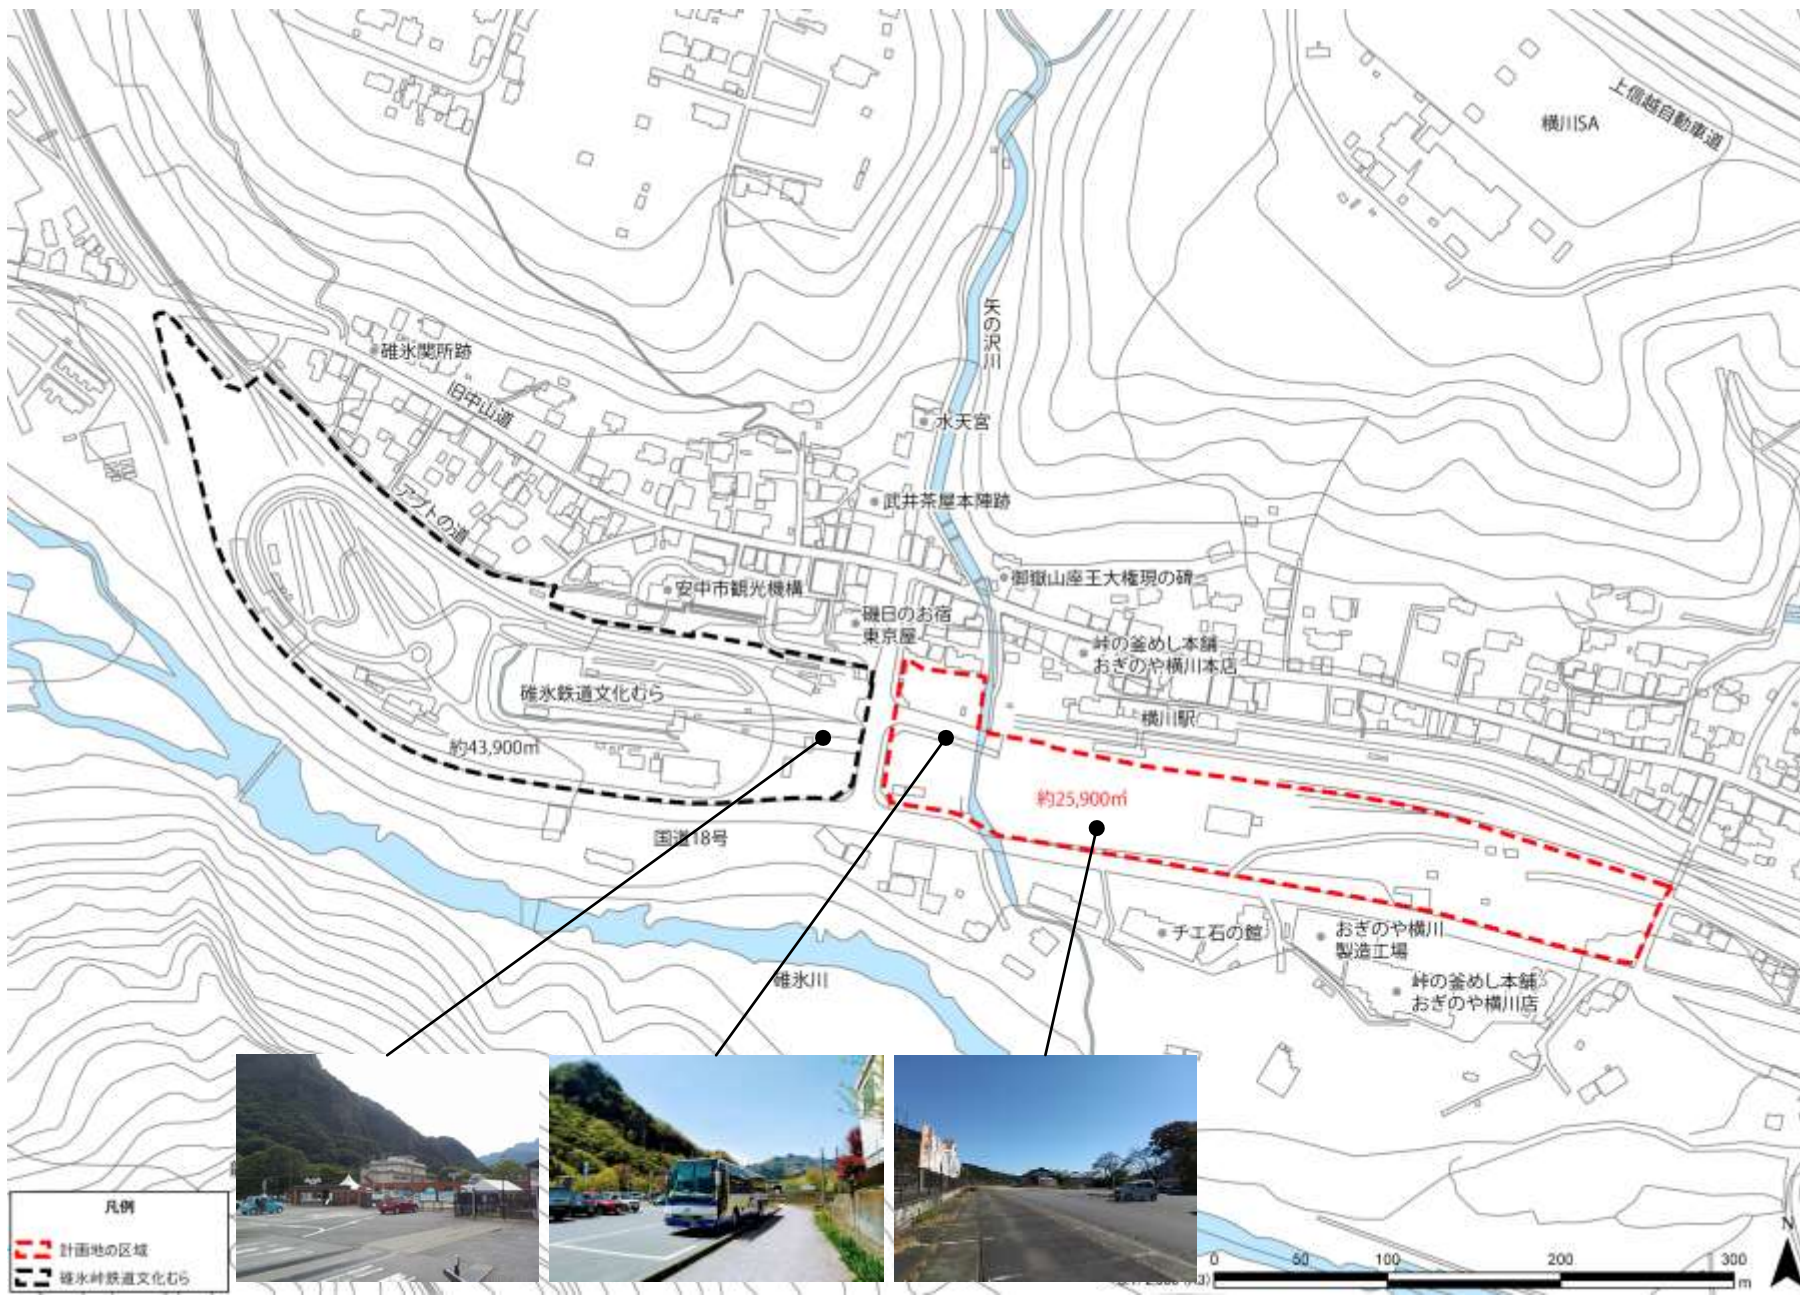 上信越自動車道
横川SA
矢の沢川
碓氷関所跡
旧中山道
水天宮
アプトの道
武井茶屋本陣跡
御嶽山座王大権現の碑
安中市観光機構
磯日のお宿
東京屋
峠の釜めし本舗
おぎのや横川本店
碓氷鉄道文化むら
横川駅
約43,900㎡
約25,900㎡
国道18号
チエ石の館
おぎのや横川
製造工場
碓氷川
峠の釜めし本舗
おぎのや横川店
凡例
計画地の区域
碓氷峠鉄道文化むら
N
0 50 100 200 300
m